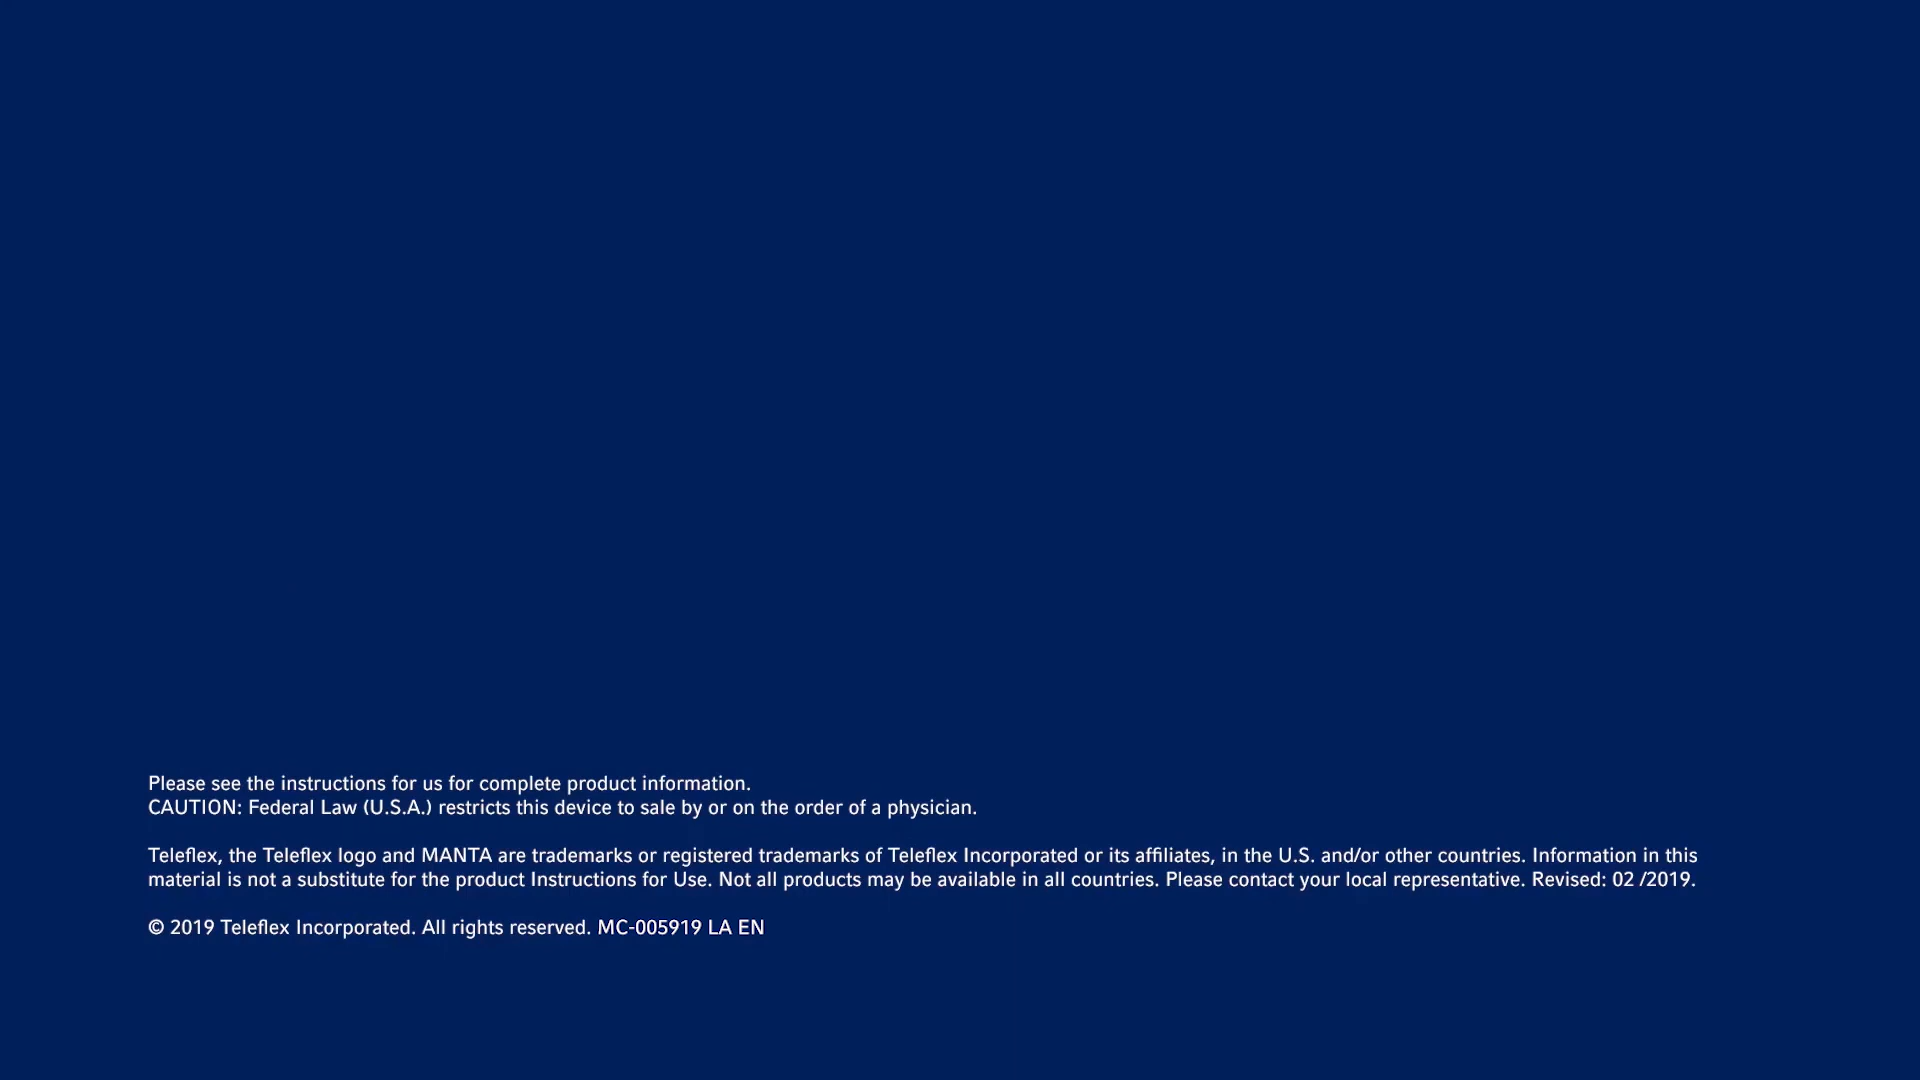 Please see the instructions for us for complete product information.
CAUTION: Federal Law (U.S.A.) restricts this device to sale by or on the order of a physician.
Teleflex, the Teleflex logo and MANTA are trademarks or registered trademarks of Teleflex Incorporated or its affiliates, in the U.S. and/or other countries. Information in this
material is not a substitute for the product Instructions for Use. Not all products may be available in all countries. Please contact your local representative. Revised: 02 /2019.
© 2019 Teleflex Incorporated. All rights reserved. MC-005919 LA EN